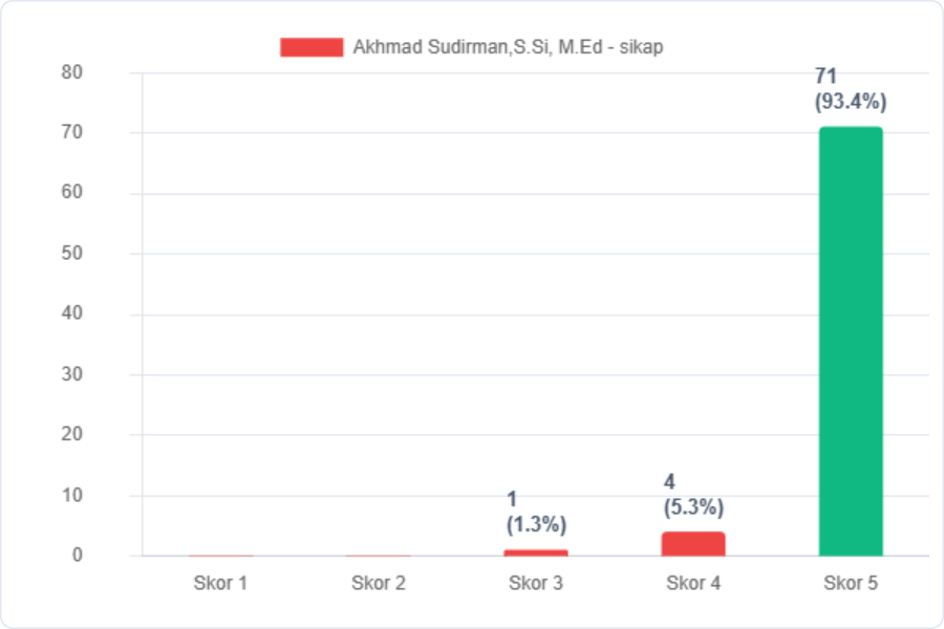 Akhmad Sudirman,S.Si, M.Ed - sikap
80
70
60
50
40
30
20
10
0
1
(1.3%)
4
(5.3%)
71
(93.4%)
Skor 1
Skor 2
Skor 3
Skor 4
Skor 5